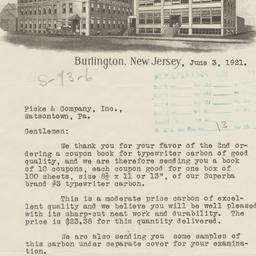 Burlington, New Jersey, June 3, 1921.
S-93-6
Fiske & Company, Inc.,
Watsontown, Pa.
13
Gentlemen:
We thank you for your favor of the 2nd or-
dering a coupon book for typewriter carbon of good
quality, and we are therefore sending you a book
of 10 coupons, each coupon good for one box of
100 sheets, size 8½ x 11 or 13", of our Superba
brand #3 typewriter carbon.
This is a moderate price carbon of excel-
lent quality and we believe you will be well pleased
with its sharp-cut neat work and durability. The
price is $23.38 for this quantity delivered.
We are also sending you some samples of
this carbon under separate cover for your examina-
tion.